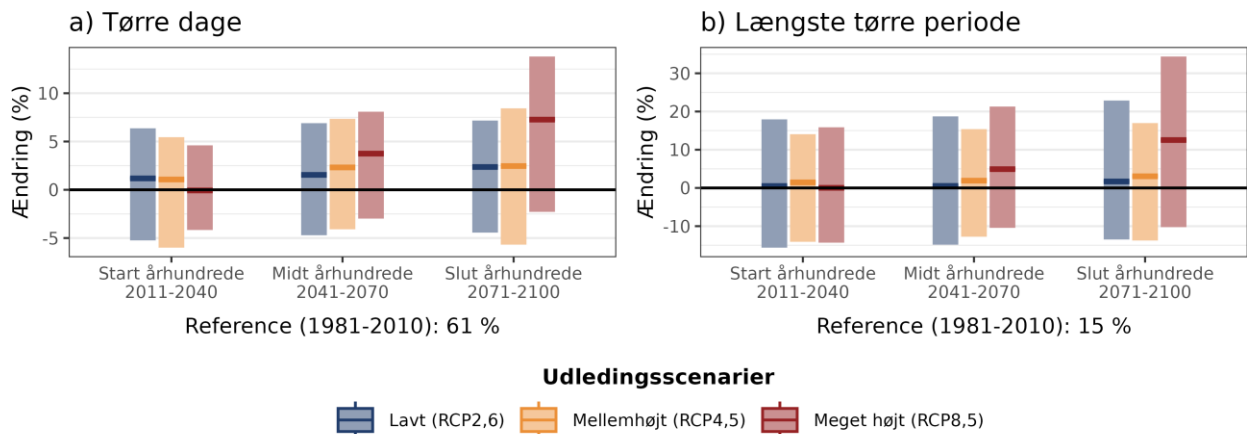 a) Tørre dage
Ændring (%)
10
5
0
-5
Start århundrede
2011-2040
Midt århundrede
2041-2070
Slut århundrede
2071-2100
Reference (1981-2010): 61 %
b) Længste tørre periode
Ændring (%)
30
20
10
0
-10
Start århundrede
2011-2040
Midt århundrede
2041-2070
Slut århundrede
2071-2100
Reference (1981-2010): 15 %
Udledingsscenarier
Lavt (RCP2,6)
Mellemhøjt (RCP4,5)
Meget højt (RCP8,5)